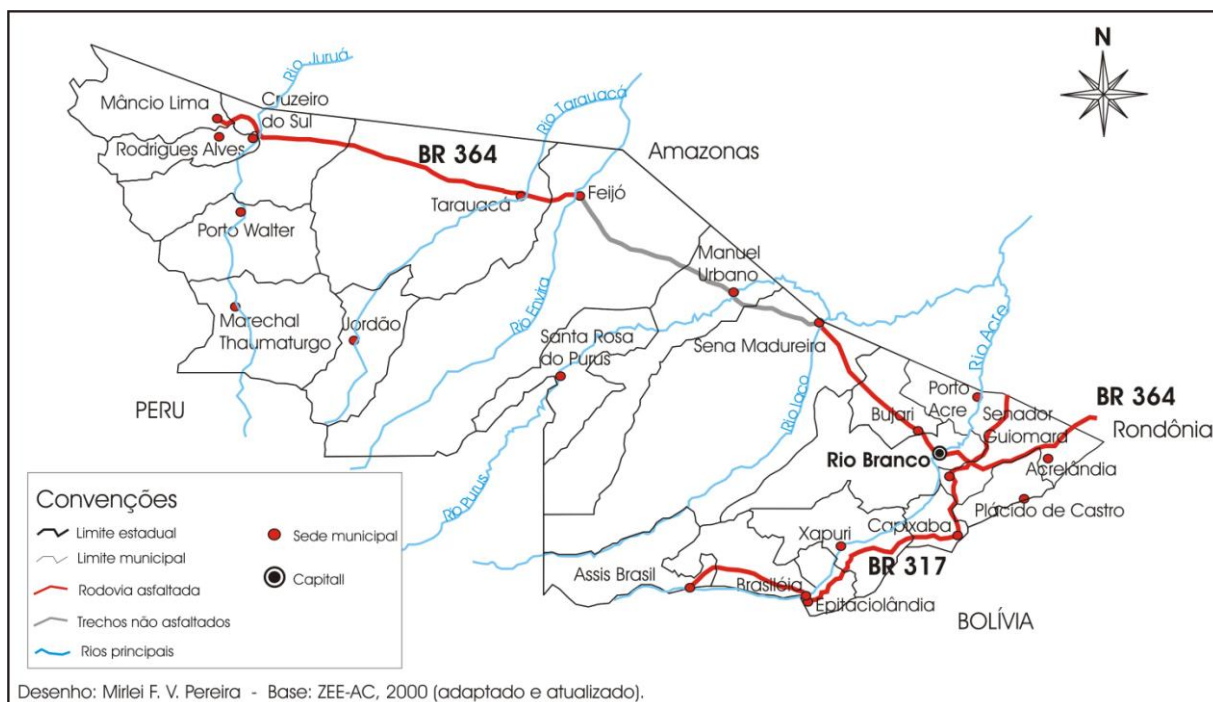 N
Rio Juruá
Mâncio Lima
Cruzeiro
do Sul
Rio Tarauacá
Rodrigues Alves
BR 364
Amazonas
Tarauacá
Feijó
Porto Walter
Manuel
Urbano
Rio Envira
Marechal
Thaumaturgo
Jordão
Santa Rosa
do Purus
Sena Madureira
Rio Acre
Rio Iaco
PERU
Porto
Acre
BR 364
Bujari
Senador
Guiomard
Rondônia
Rio Branco
Acrelândia
Rio Purus
Plácido de Castro
Capixaba
Xapuri
BR 317
Assis Brasil
Brasiléia
Epitaciolândia
BOLÍVIA
Convenções
Limite estadual
Limite municipal
Rodovia asfaltada
Trechos não asfaltados
Rios principais
Sede municipal
Capitall
Desenho: Mirlei F. V. Pereira - Base: ZEE-AC, 2000 (adaptado e atualizado).